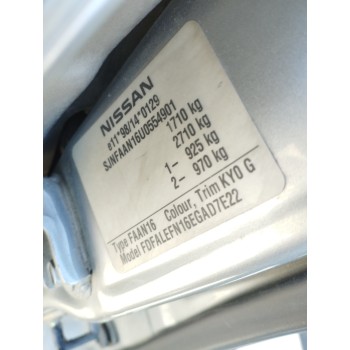 NISSAN
e11*98/14*0129
SJNFAAN16U0554901
1710 kg
2710 kg
1- 925 kg
2- 970 kg
Type FAAN16 Colour, Trim KY0 G
Model FDFALEFN16EGAD7E22